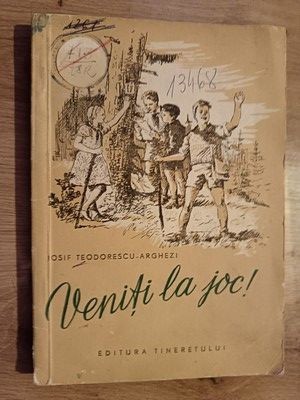 13468
IOSIF TEODORESCU-ARGHEZI
Veniți la joc!
EDITURA TINERETULUI